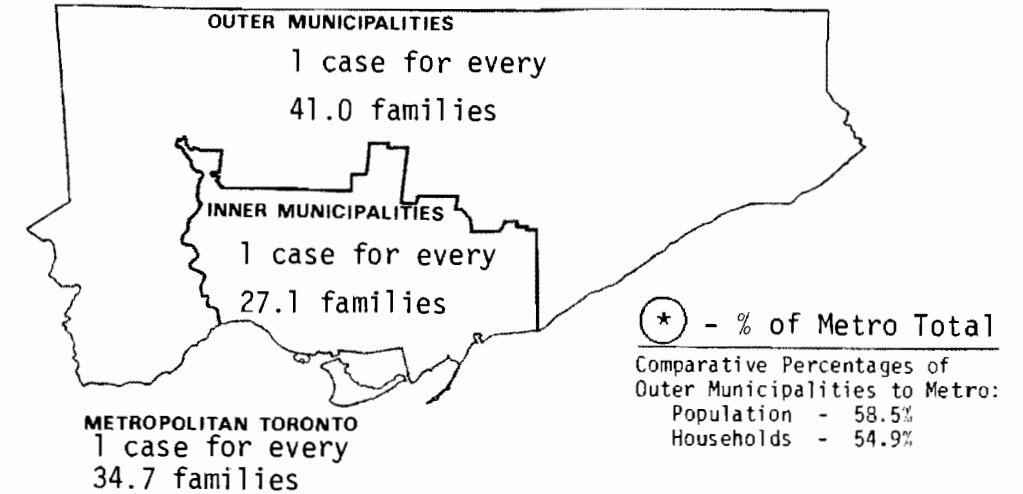 OUTER MUNICIPALITIES
1 case for every
41.0 families
INNER MUNICIPALITIES
1 case for every
27.1 families
* - % of Metro Total
Comparative Percentages of
Outer Municipalities to Metro:
Population - 58.5%
Households - 54.9%
METROPOLITAN TORONTO
1 case for every
34.7 families